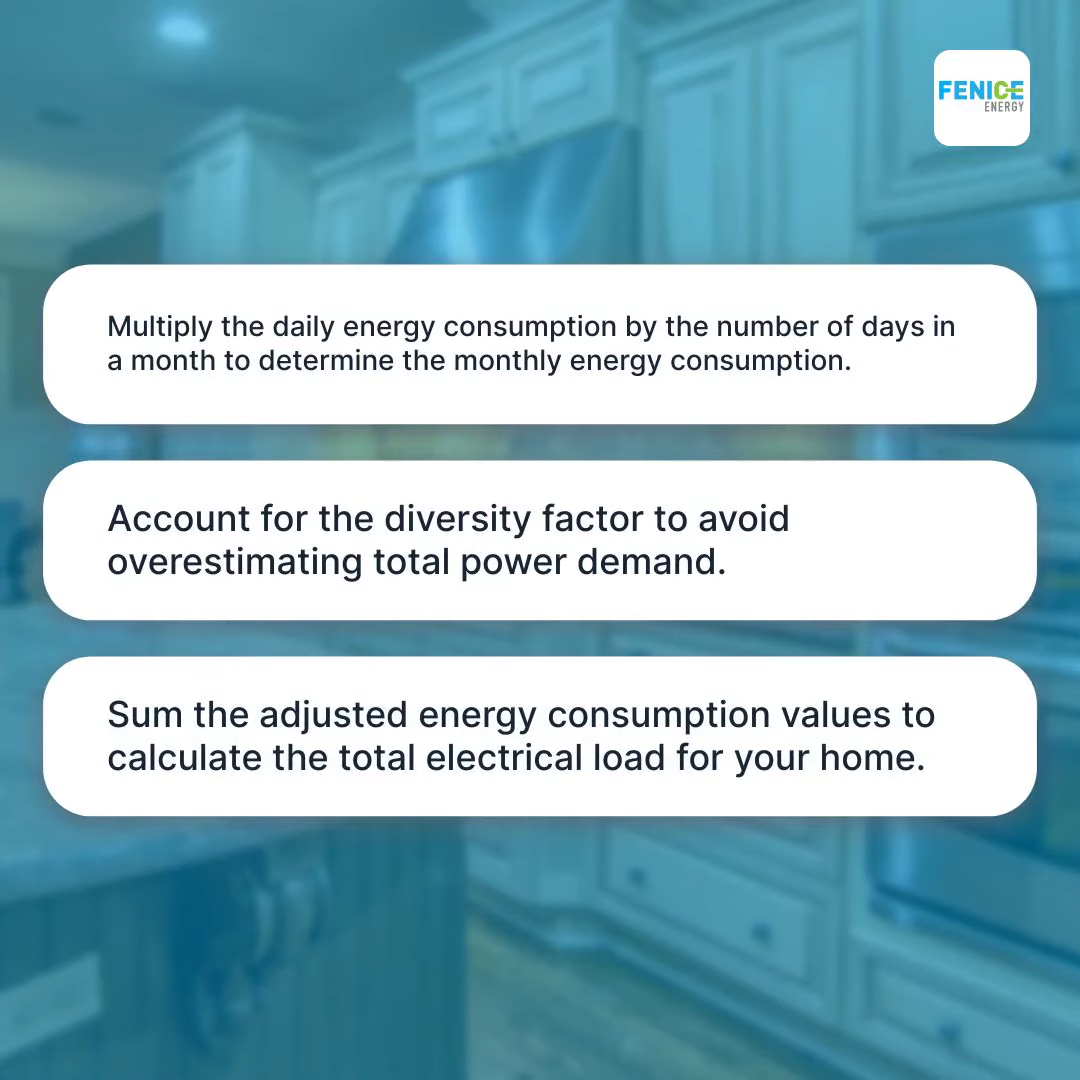 FENICE
ENERGY
Multiply the daily energy consumption by the number of days in
a month to determine the monthly energy consumption.
Account for the diversity factor to avoid
overestimating total power demand.
Sum the adjusted energy consumption values to
calculate the total electrical load for your home.